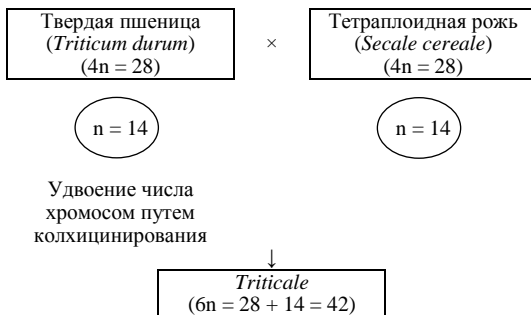 Твердая пшеница
(Triticum durum)
(4n = 28)
×
Тетраплоидная рожь
(Secale cereale)
(4n = 28)
n = 14
n = 14
Удвоение числа
хромосом путем
колхицинирования
↓
Triticale
(6n = 28 + 14 = 42)